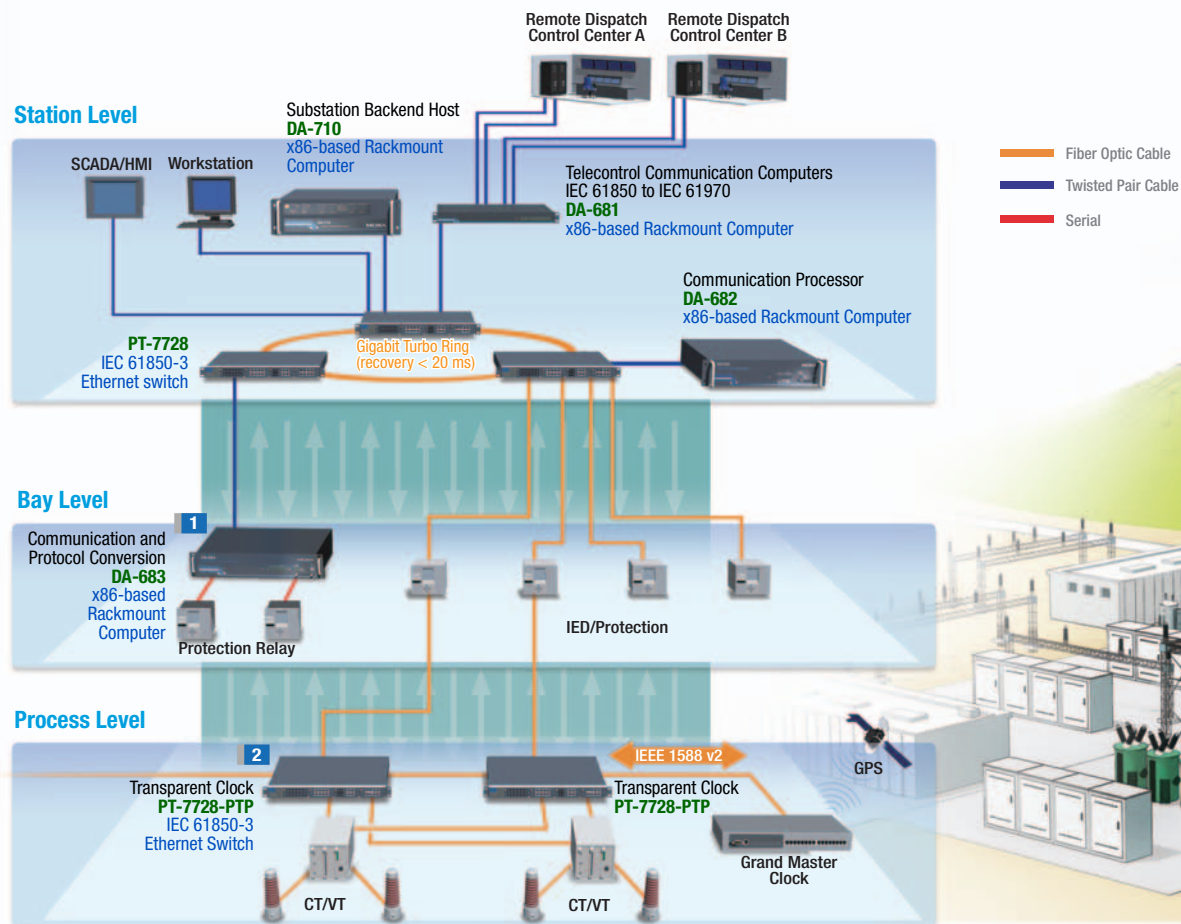 Remote Dispatch
Control Center A
Remote Dispatch
Control Center B
Station Level
Substation Backend Host
DA-710
x86-based Rackmount
Computer
SCADA/HMI
Workstation
Telecontrol Communication Computers
IEC 61850 to IEC 61970
DA-681
x86-based Rackmount Computer
Fiber Optic Cable
Twisted Pair Cable
Serial
Communication Processor
DA-682
x86-based Rackmount Computer
PT-7728
IEC 61850-3
Ethernet switch
Gigabit Turbo Ring
(recovery < 20 ms)
Bay Level
1
Communication and
Protocol Conversion
DA-683
x86-based
Rackmount
Computer
Protection Relay
IED/Protection
Process Level
2
IEEE 1588 v2
GPS
Transparent Clock
PT-7728-PTP
IEC 61850-3
Ethernet Switch
Transparent Clock
PT-7728-PTP
Grand Master
Clock
CT/VT
CT/VT